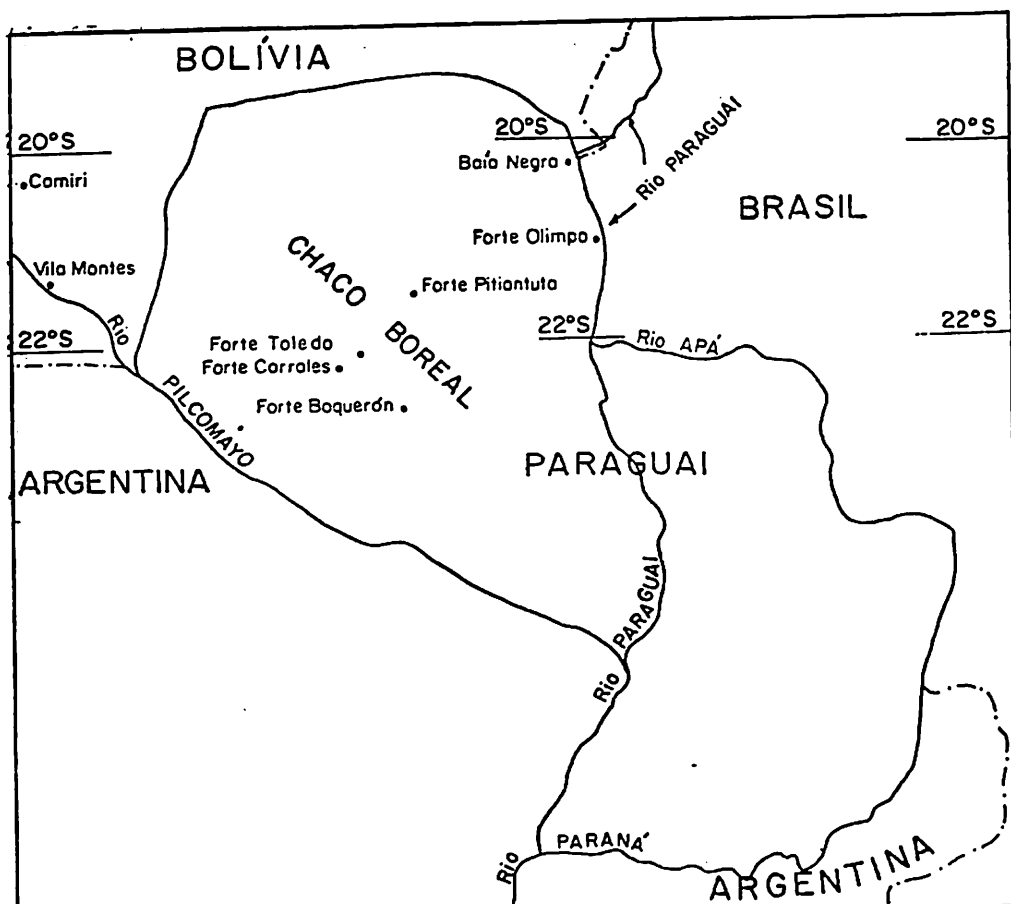 BOLÍVIA
20°S
20°S
20°S
Baía Negra
Rio PARAGUAI
Camiri
BRASIL
Forte Olimpo
CHACO
BOREAL
Vila Montes
Forte Pitiantuta
Rio
22°S
22°S
22°S
Rio APÁ
Forte Toledo
Forte Corrales
PILCOMAYO
Forte Boquerón
ARGENTINA
PARAGUAI
Rio
PARAGUAI
Rio
PARANÁ
ARGENTINA